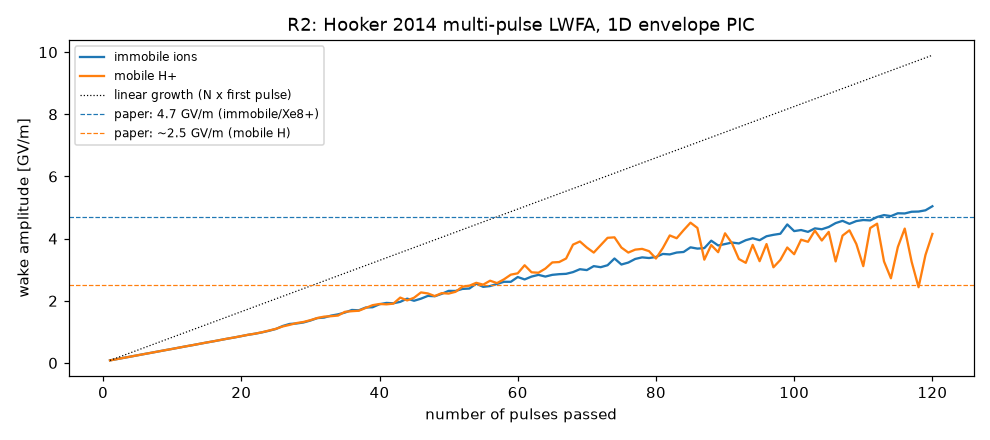 R2: Hooker 2014 multi-pulse LWFA, 1D envelope PIC
immobile ions
mobile H+
linear growth (N x first pulse)
paper: 4.7 GV/m (immobile/Xe8+)
paper: ~2.5 GV/m (mobile H)
wake amplitude [GV/m]
10
8
6
4
2
0
0 20 40 60 80 100 120
number of pulses passed